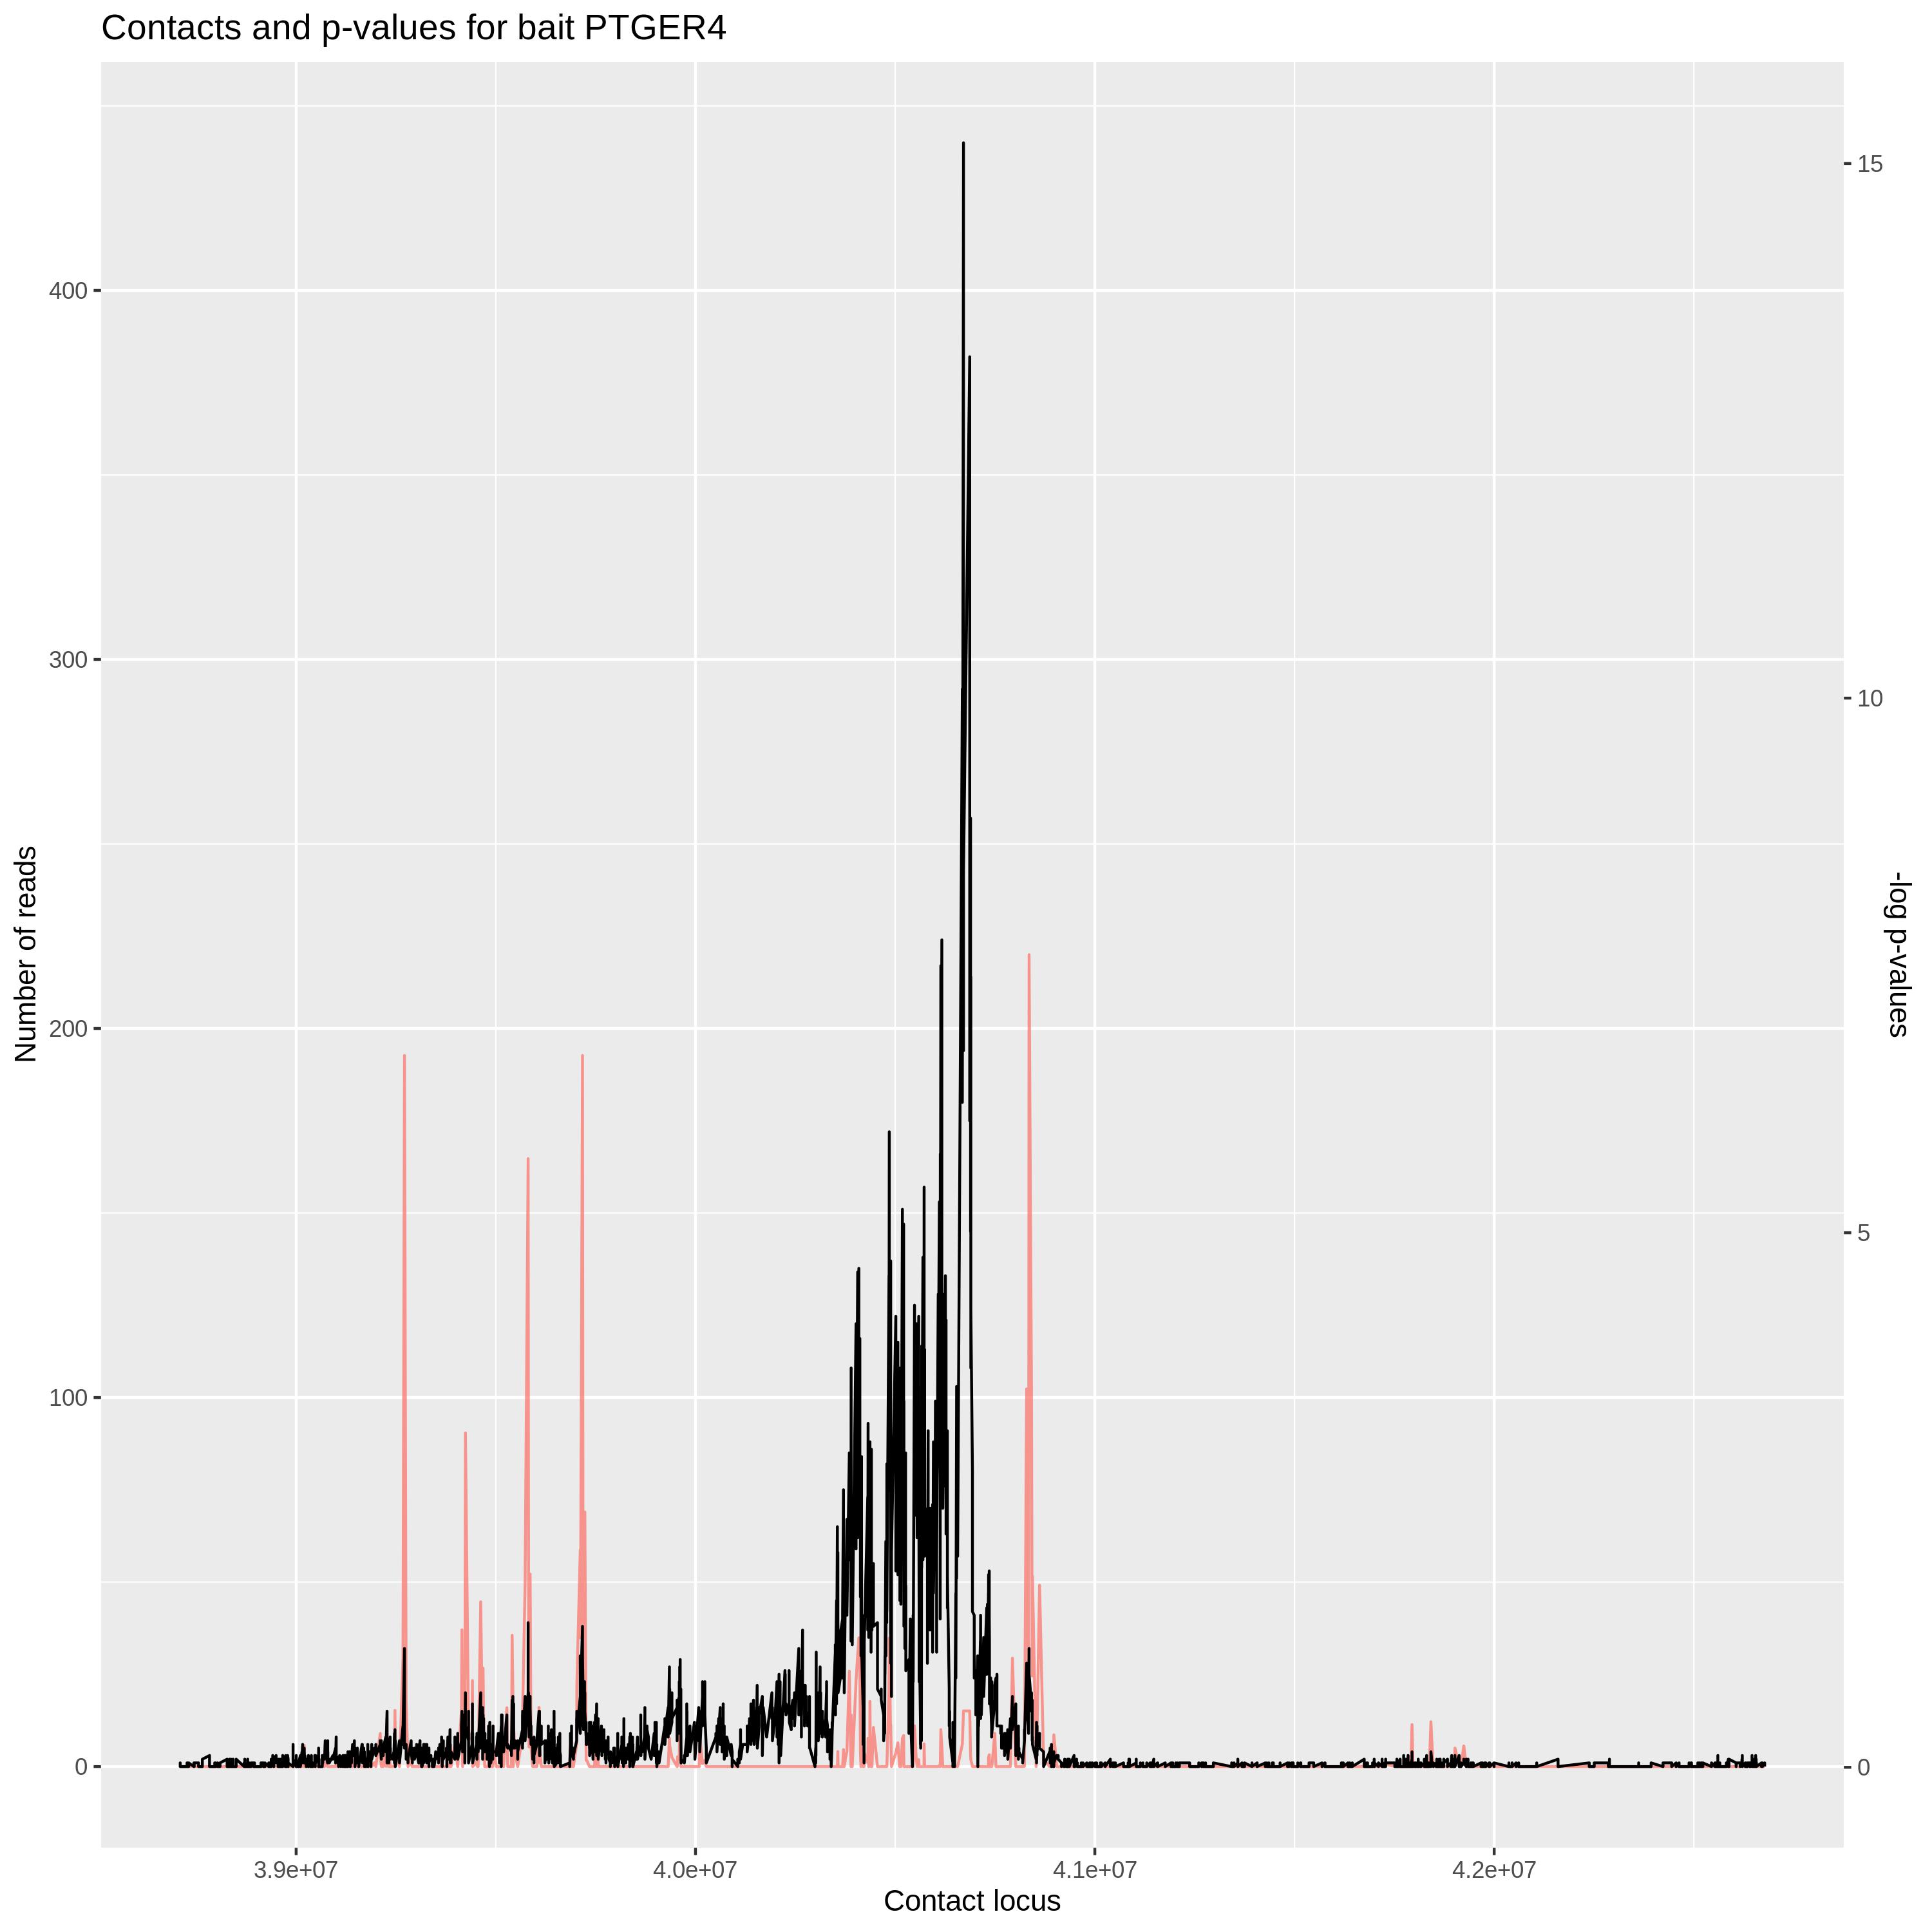 Contacts and p-values for bait PTGER4
Number of reads
400
300
200
100
0
15
10
5
0
-log p-values
3.9e+07
4.0e+07
4.1e+07
4.2e+07
Contact locus